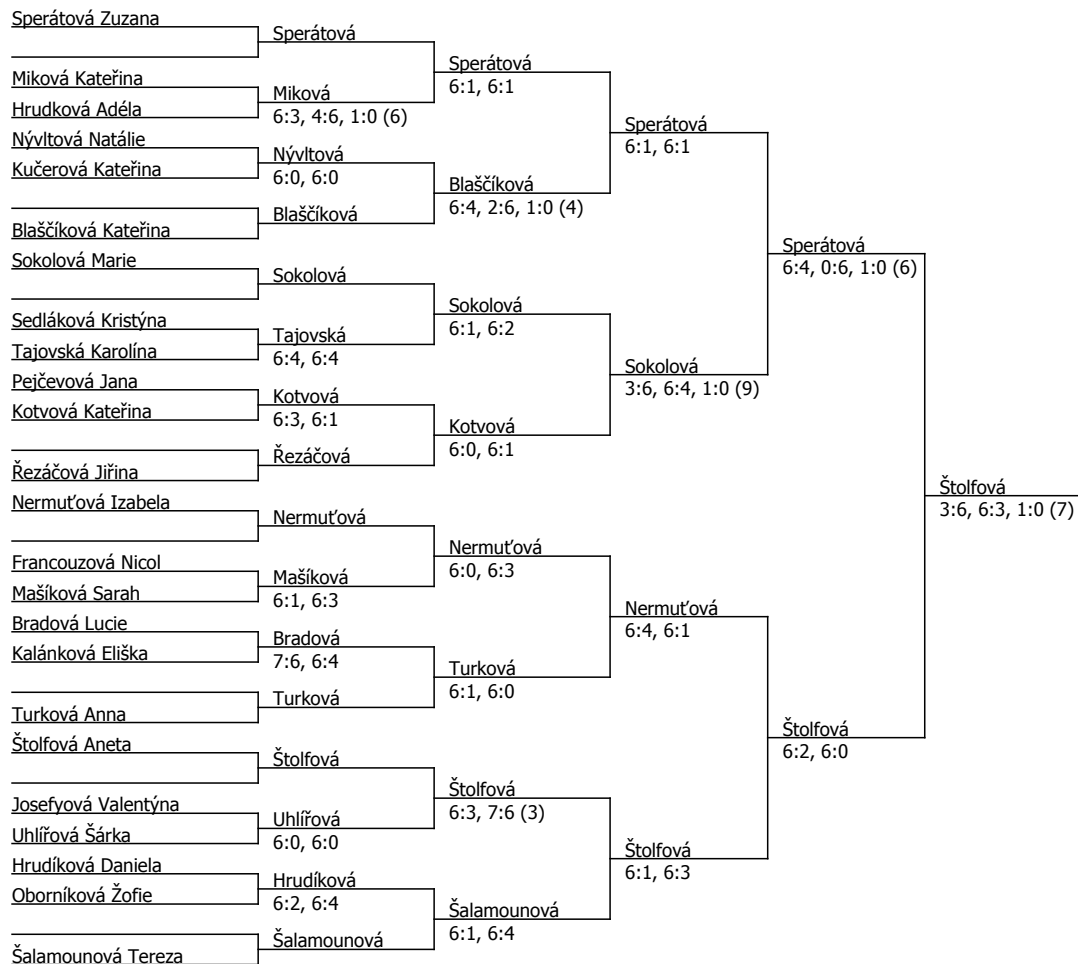 Sperátová Zuzana
Miková Kateřina
Hrudková Adéla
Nývltová Natálie
Kučerová Kateřina
Blaščíková Kateřina
Sokolová Marie
Sedláková Kristýna
Tajovská Karolína
Pejčevová Jana
Kotvová Kateřina
Řezáčová Jiřina
Nermuťová Izabela
Francouzová Nicol
Mašíková Sarah
Bradová Lucie
Kalánková Eliška
Turková Anna
Štolfová Aneta
Josefyová Valentýna
Uhlířová Šárka
Hrudíková Daniela
Oborníková Žofie
Šalamounová Tereza
Sperátová
Miková
6:3, 4:6, 1:0 (6)
Nývltová
6:0, 6:0
Blaščíková
Sokolová
Tajovská
6:4, 6:4
Kotvová
6:3, 6:1
Řezáčová
Nermuťová
Mašíková
6:1, 6:3
Bradová
7:6, 6:4
Turková
Štolfová
Uhlířová
6:0, 6:0
Hrudíková
6:2, 6:4
Šalamounová
Sperátová
6:1, 6:1
Blaščíková
6:4, 2:6, 1:0 (4)
Sokolová
6:1, 6:2
Kotvová
6:0, 6:1
Nermuťová
6:0, 6:3
Turková
6:1, 6:0
Štolfová
6:3, 7:6 (3)
Šalamounová
6:1, 6:4
Sperátová
6:1, 6:1
Sokolová
3:6, 6:4, 1:0 (9)
Nermuťová
6:4, 6:1
Štolfová
6:1, 6:3
Sperátová
6:4, 0:6, 1:0 (6)
Štolfová
6:2, 6:0
Štolfová
3:6, 6:3, 1:0 (7)